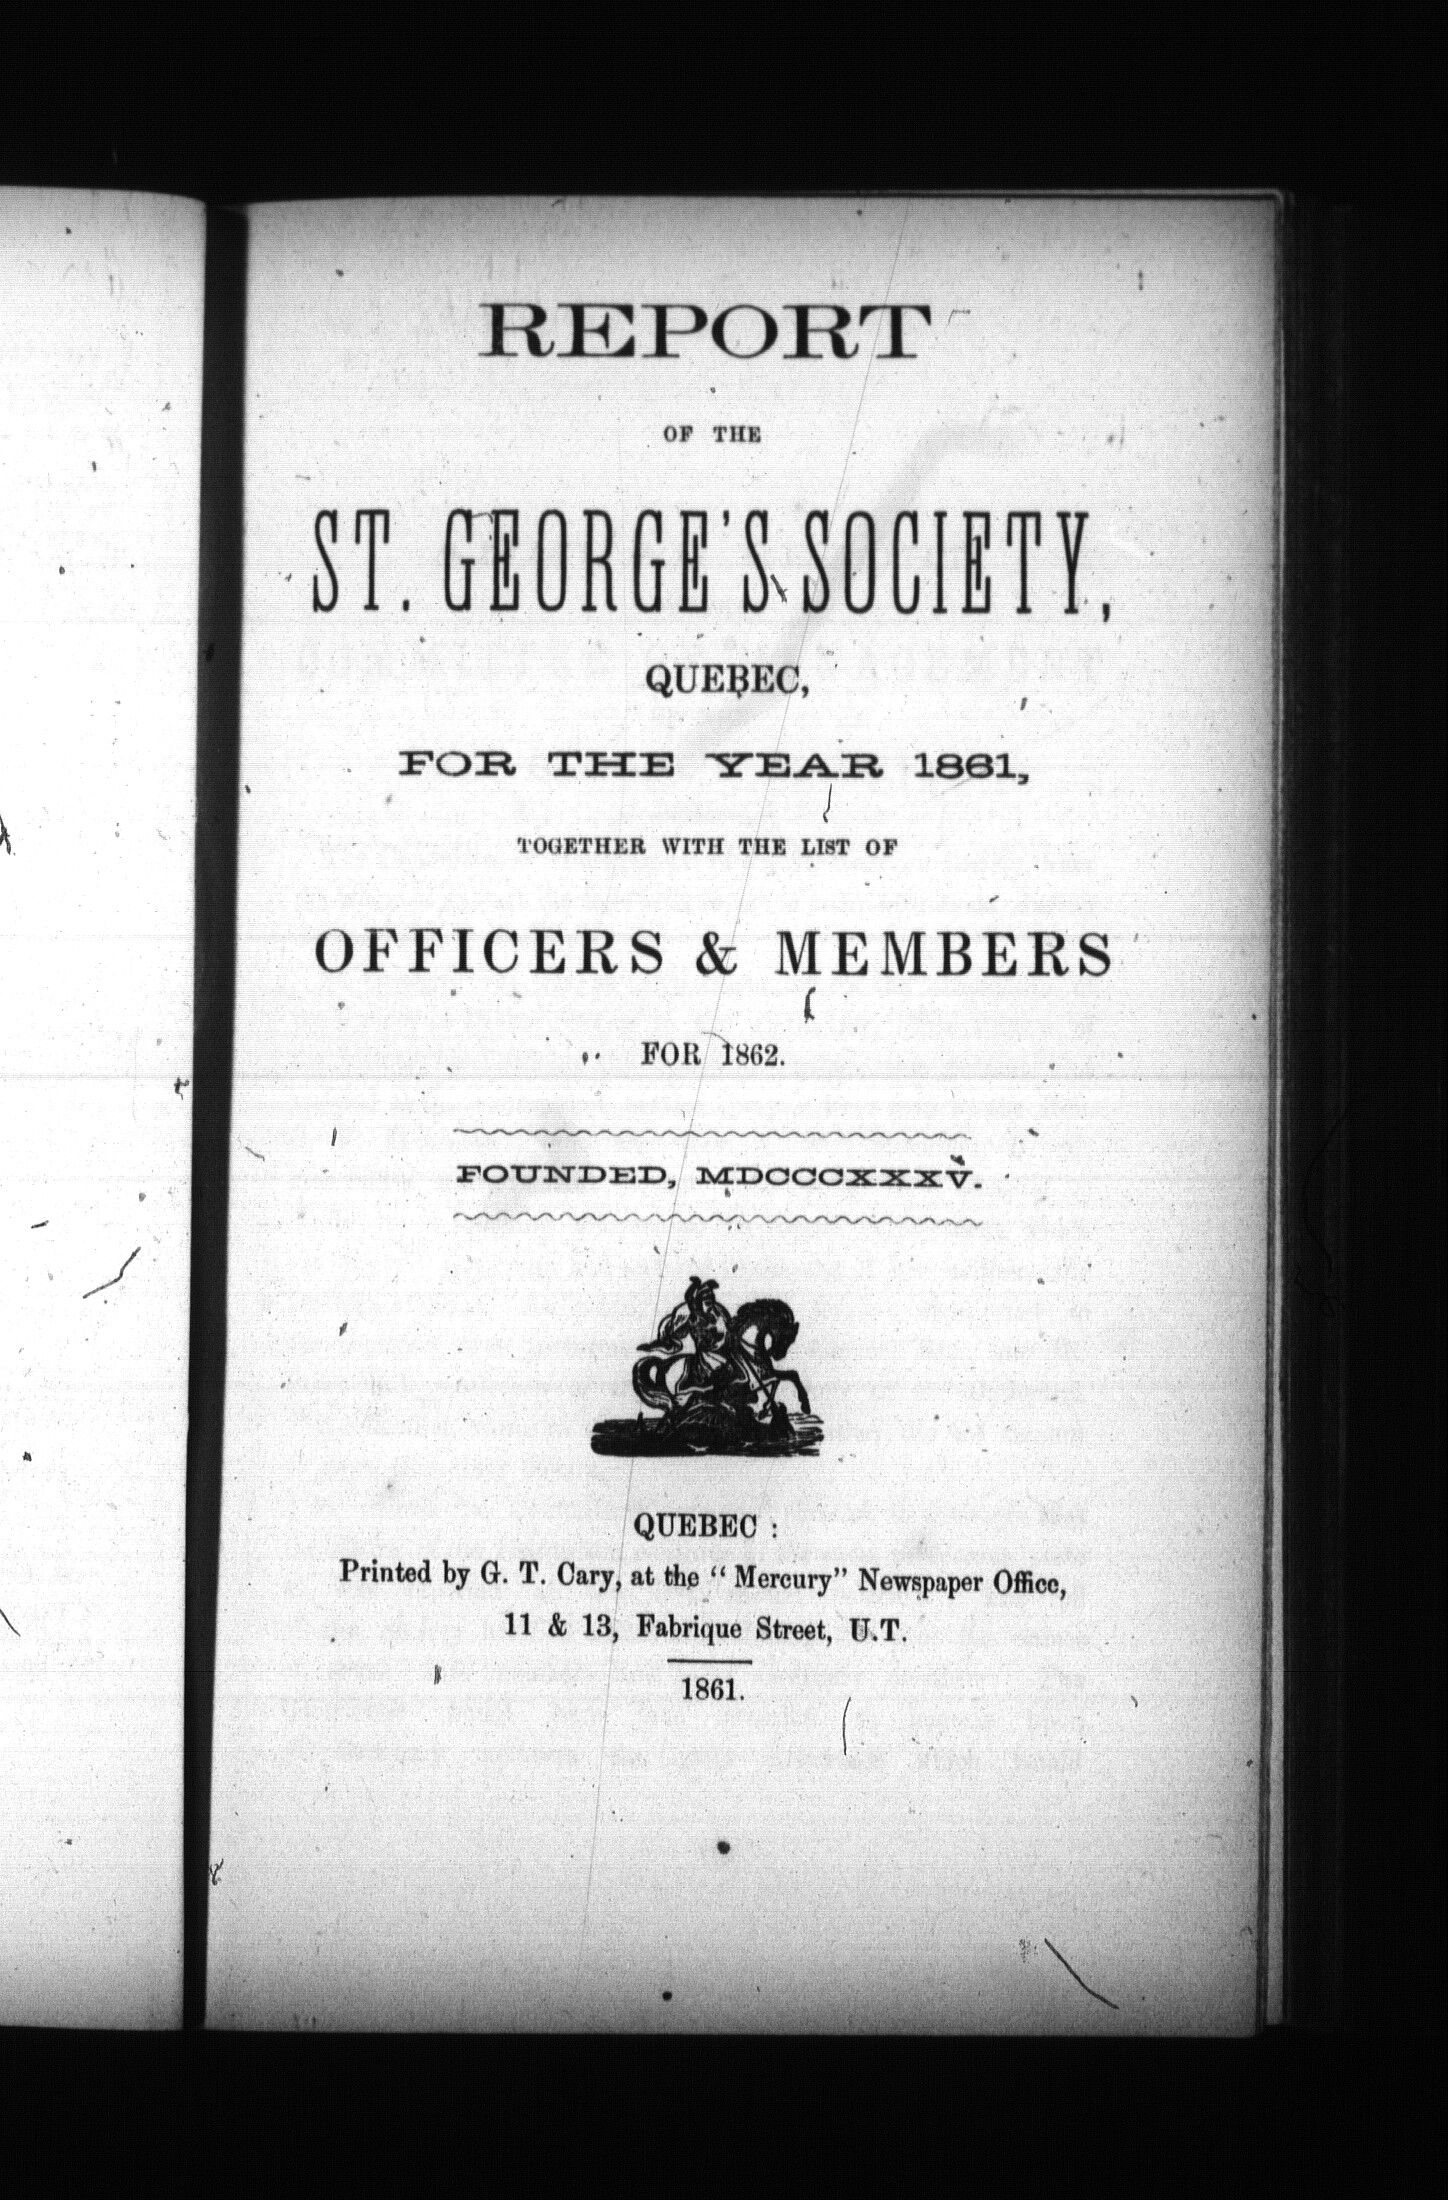 REPORT
OF THE
ST. GEORGE'S SOCIETY,
QUEBEC,
FOR THE YEAR 1861,
TOGETHER WITH THE LIST OF
OFFICERS & MEMBERS
FOR 1862.
FOUNDED, MDCCCXXXV.
QUEBEC :
Printed by G. T. Cary, at the "Mercury" Newspaper Office,
11 & 13, Fabrique Street, U.T.
1861.